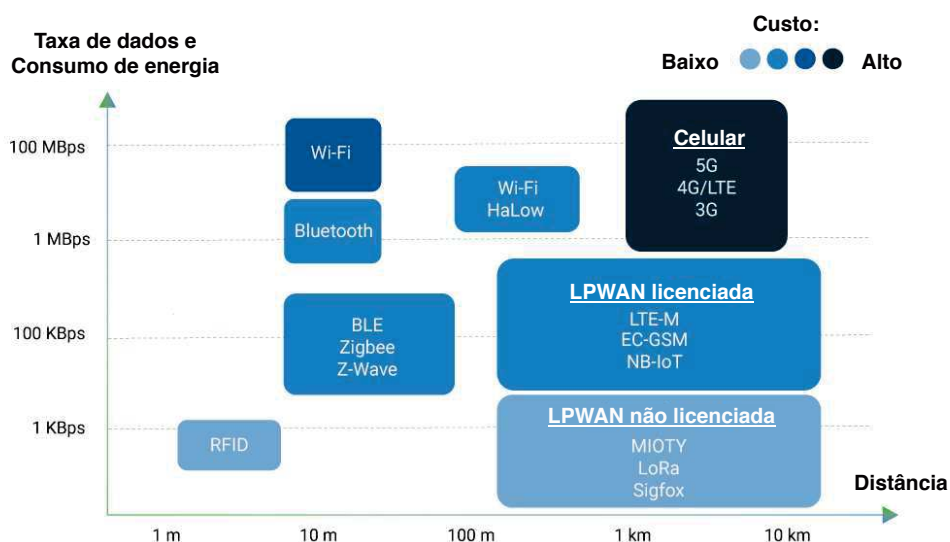 Taxa de dados e
Consumo de energia
Custo:
Baixo
Alto
100 MBps
1 MBps
100 KBps
1 KBps
Wi-Fi
Bluetooth
Wi-Fi
HaLow
Celular
5G
4G/LTE
3G
BLE
Zigbee
Z-Wave
LPWAN licenciada
LTE-M
EC-GSM
NB-IoT
RFID
LPWAN não licenciada
MIOTY
LoRa
Sigfox
Distância
1 m
10 m
100 m
1 km
10 km